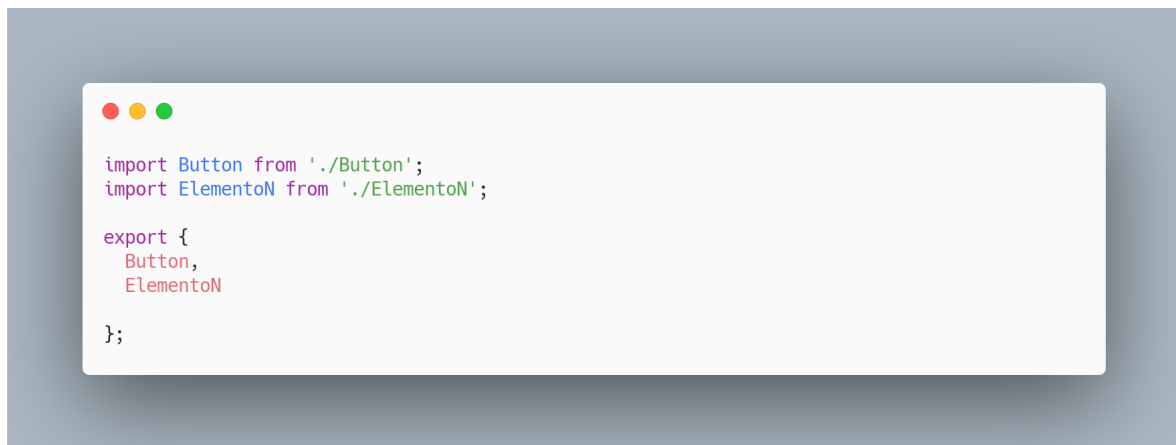 import Button from './Button';
import ElementoN from './ElementoN';
export {
Button,
ElementoN
};